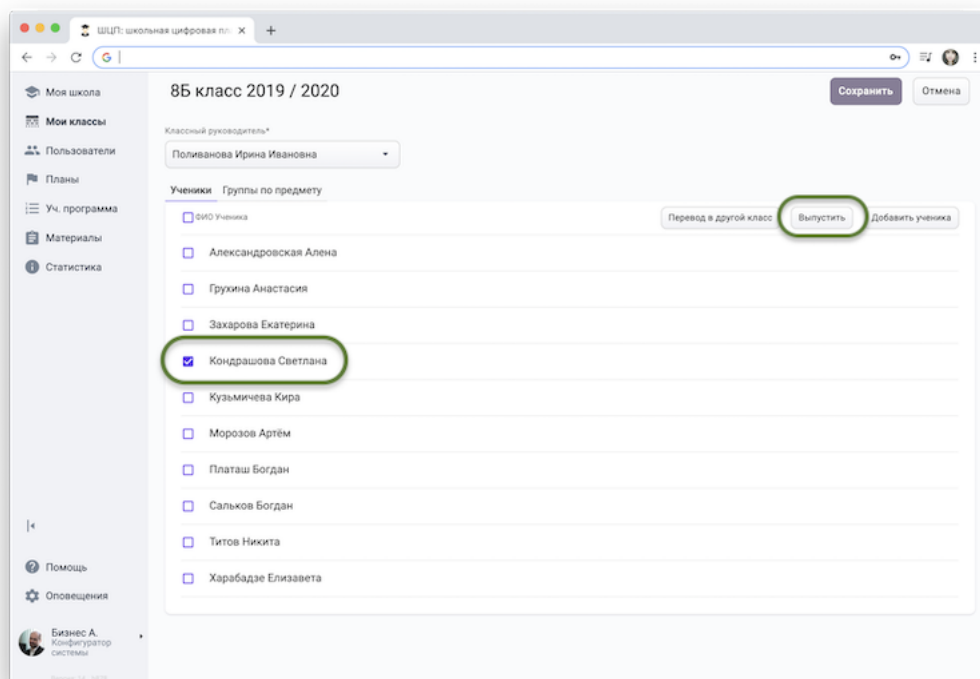 ШЦП: школьная цифровая пл
8Б класс 2019 / 2020
Сохранить
Отмена
Моя школа
Мои классы
Пользователи
Планы
Уч. программа
Материалы
Статистика
Классный руководитель*
Поливанова Ирина Ивановна
Ученики Группы по предмету
ФИО Ученика
Перевод в другой класс
Выпустить
Добавить ученика
Александровская Алена
Грухина Анастасия
Захарова Екатерина
Кондрашова Светлана
Кузьмичева Кира
Морозов Артём
Платаш Богдан
Сальков Богдан
Титов Никита
Харабадзе Елизавета
Помощь
Оповещения
Бизнес А.
Конфигуратор
системы